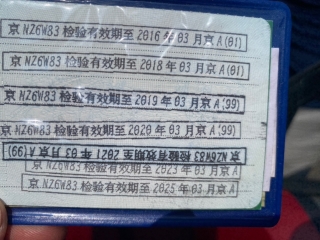 京 NZ6W83 检验有效期至 2016 年 03 月京 A(01)
京 NZ6W83 检验有效期至 2018 年 03 月京 A(01)
京 NZ6W83 检验有效期至 2019 年 03 月京 A(99)
京 NZ6W83 检验有效期至 2020 年 03 月京 A(99)
京 NZ6W83 检验有效期至 2021 年 03 月京 A(99)
京 NZ6W83 检验有效期至 2023 年 03 月京 A
京 NZ6W83 检验有效期至 2025 年 03 月京 A